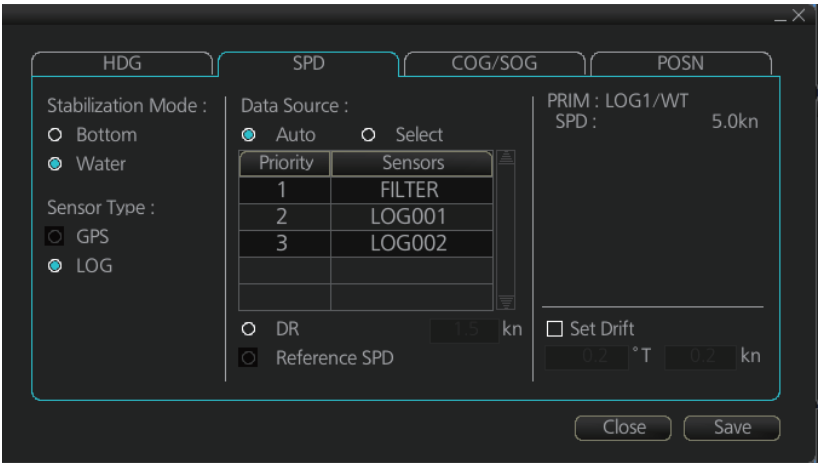 HDG SPD COG/SOG POSN
Stabilization Mode :
Bottom
Water
Sensor Type :
GPS
LOG
Data Source :
Auto Select
Priority Sensors
1 FILTER
2 LOG001
3 LOG002
DR 1.5 kn
Reference SPD
PRIM : LOG1/WT
SPD : 5.0kn
Set Drift
0.2 °T 0.2 kn
Close Save